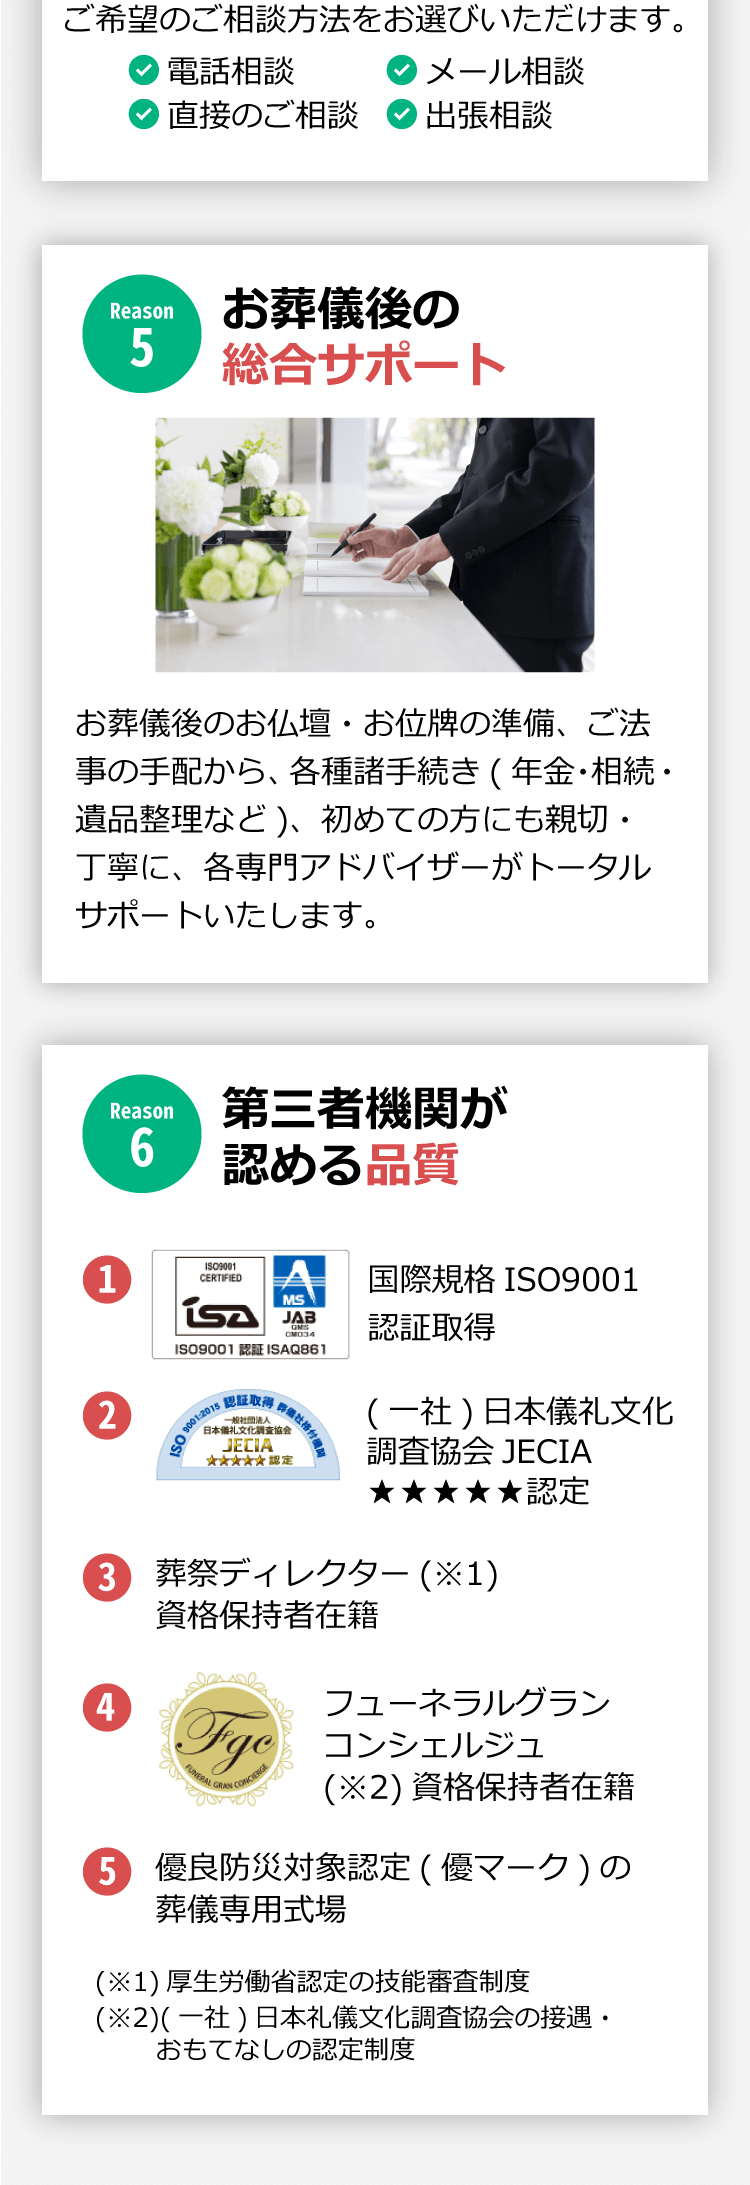 ご希望のご相談方法をお選びいただけます。
電話相談 メール相談
直接のご相談 出張相談
Reason
5
お葬儀後の
総合サポート
お葬儀後のお仏壇・お位牌の準備、ご法
事の手配から、各種諸手続き(年金・相続・
遺品整理など)、初めての方にも親切・
丁寧に、各専門アドバイザーがトータル
サポートいたします。
Reason
6
第三者機関が
認める品質
1
ISO9001
CERTIFIED
isa
MS
JAB
QMS
CM034
ISO9001 認証 ISAQ861
国際規格 ISO9001
認証取得
2
ISO 9001:2015 認証取得 葬儀社格付機関
一般社団法人
日本儀礼文化調査協会
JECIA
★★★★★ 認定
(一社)日本儀礼文化
調査協会 JECIA
★★★★★認定
3
葬祭ディレクター(※1)
資格保持者在籍
4
Fgc
FUNERAL GRAN CONCIERGE
フューネラルグラン
コンシェルジュ
(※2) 資格保持者在籍
5
優良防災対象認定(優マーク)の
葬儀専用式場
(※1) 厚生労働省認定の技能審査制度
(※2)(一社)日本礼儀文化調査協会の接遇・
おもてなしの認定制度